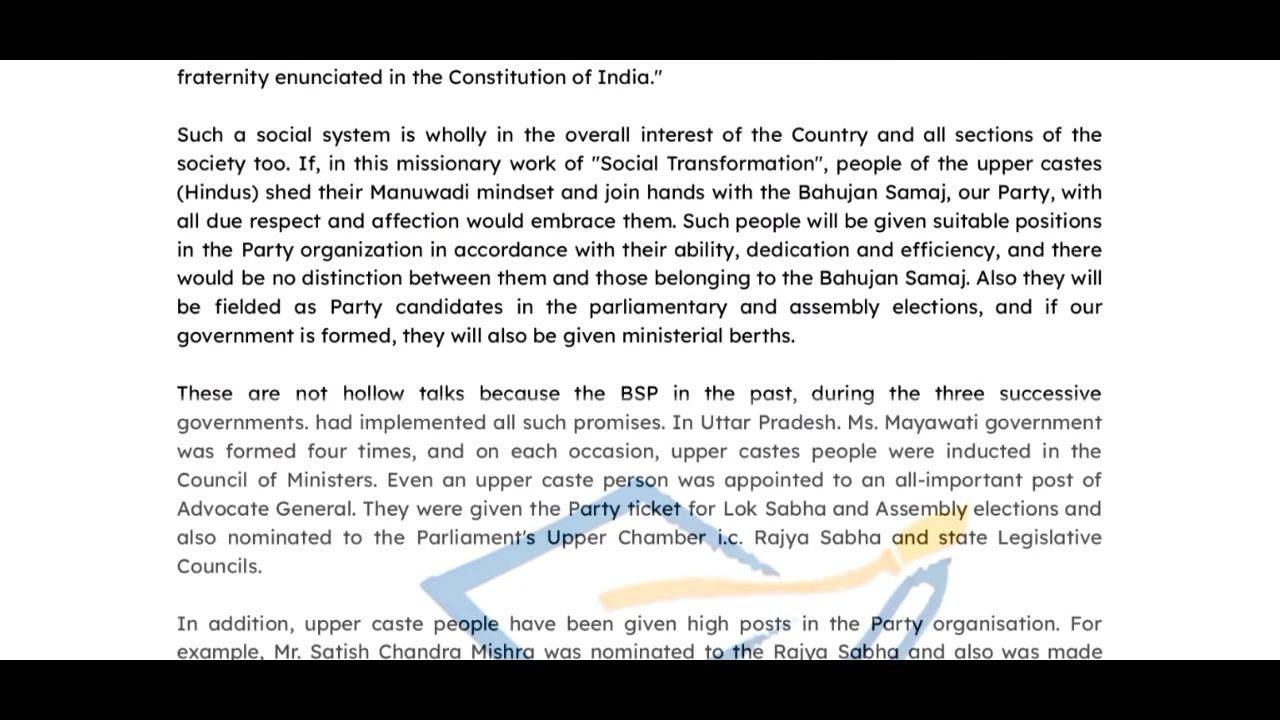 fraternity enunciated in the Constitution of India."
Such a social system is wholly in the overall interest of the Country and all sections of the
society too. If, in this missionary work of "Social Transformation", people of the upper castes
(Hindus) shed their Manuwadi mindset and join hands with the Bahujan Samaj, our Party, with
all due respect and affection would embrace them. Such people will be given suitable positions
in the Party organization in accordance with their ability, dedication and efficiency, and there
would be no distinction between them and those belonging to the Bahujan Samaj. Also they will
be fielded as Party candidates in the parliamentary and assembly elections, and if our
government is formed, they will also be given ministerial berths.
These are not hollow talks because the BSP in the past, during the three successive
governments. had implemented all such promises. In Uttar Pradesh. Ms. Mayawati government
was formed four times, and on each occasion, upper castes people were inducted in the
Council of Ministers. Even an upper caste person was appointed to an all-important post of
Advocate General. They were given the Party ticket for Lok Sabha and Assembly elections and
also nominated to the Parliament's Upper Chamber i.c. Rajya Sabha and state Legislative
Councils.
In addition, upper caste people have been given high posts in the Party organisation. For
example, Mr. Satish Chandra Mishra was nominated to the Rajya Sabha and also was made